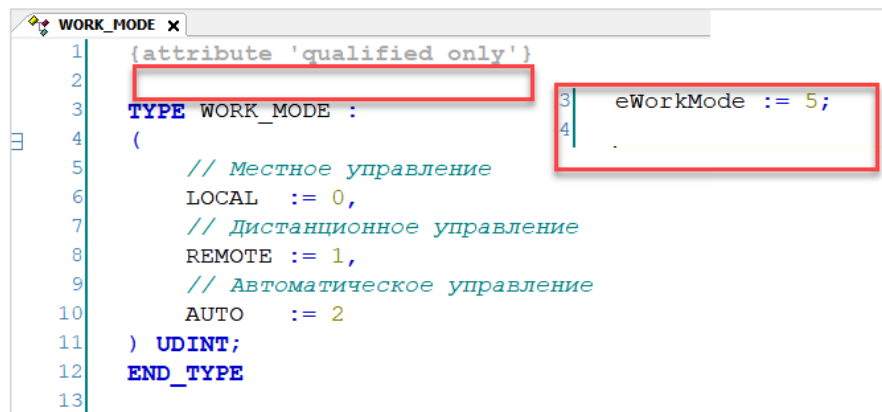 WORK_MODE X
1 {attribute 'qualified only'}
2
3 TYPE WORK_MODE :
4 (
5 // Местное управление
6 LOCAL := 0,
7 // Дистанционное управление
8 REMOTE := 1,
9 // Автоматическое управление
10 AUTO := 2
11 ) UDINT;
12 END_TYPE
13
3 eWorkMode := 5;
4